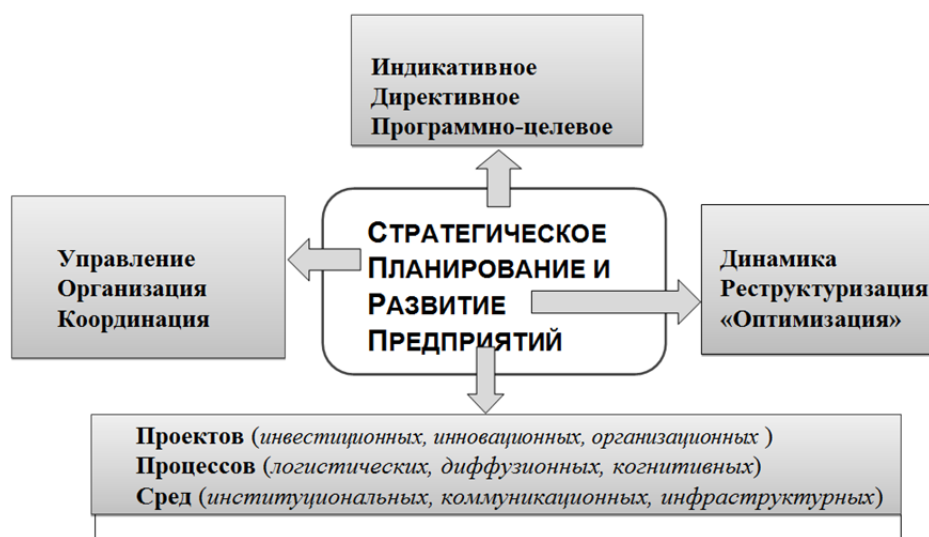 Индикативное
Директивное
Программно-целевое
СТРАТЕГИЧЕСКОЕ
ПЛАНИРОВАНИЕ И
РАЗВИТИЕ
ПРЕДПРИЯТИЙ
Управление
Организация
Координация
Динамика
Реструктуризация
«Оптимизация»
Проектов (инвестиционных, инновационных, организационных )
Процессов (логистических, диффузионных, когнитивных)
Сред (институциональных, коммуникационных, инфраструктурных)